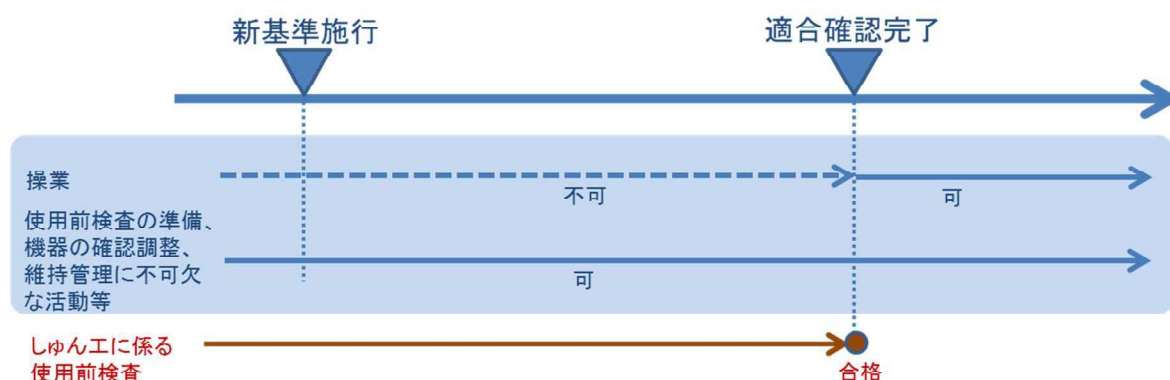 新基準施行
適合確認完了
操業
不可
可
使用前検査の準備、
機器の確認調整、
維持管理に不可欠
な活動等
可
しゅん工に係る
使用前検査
合格